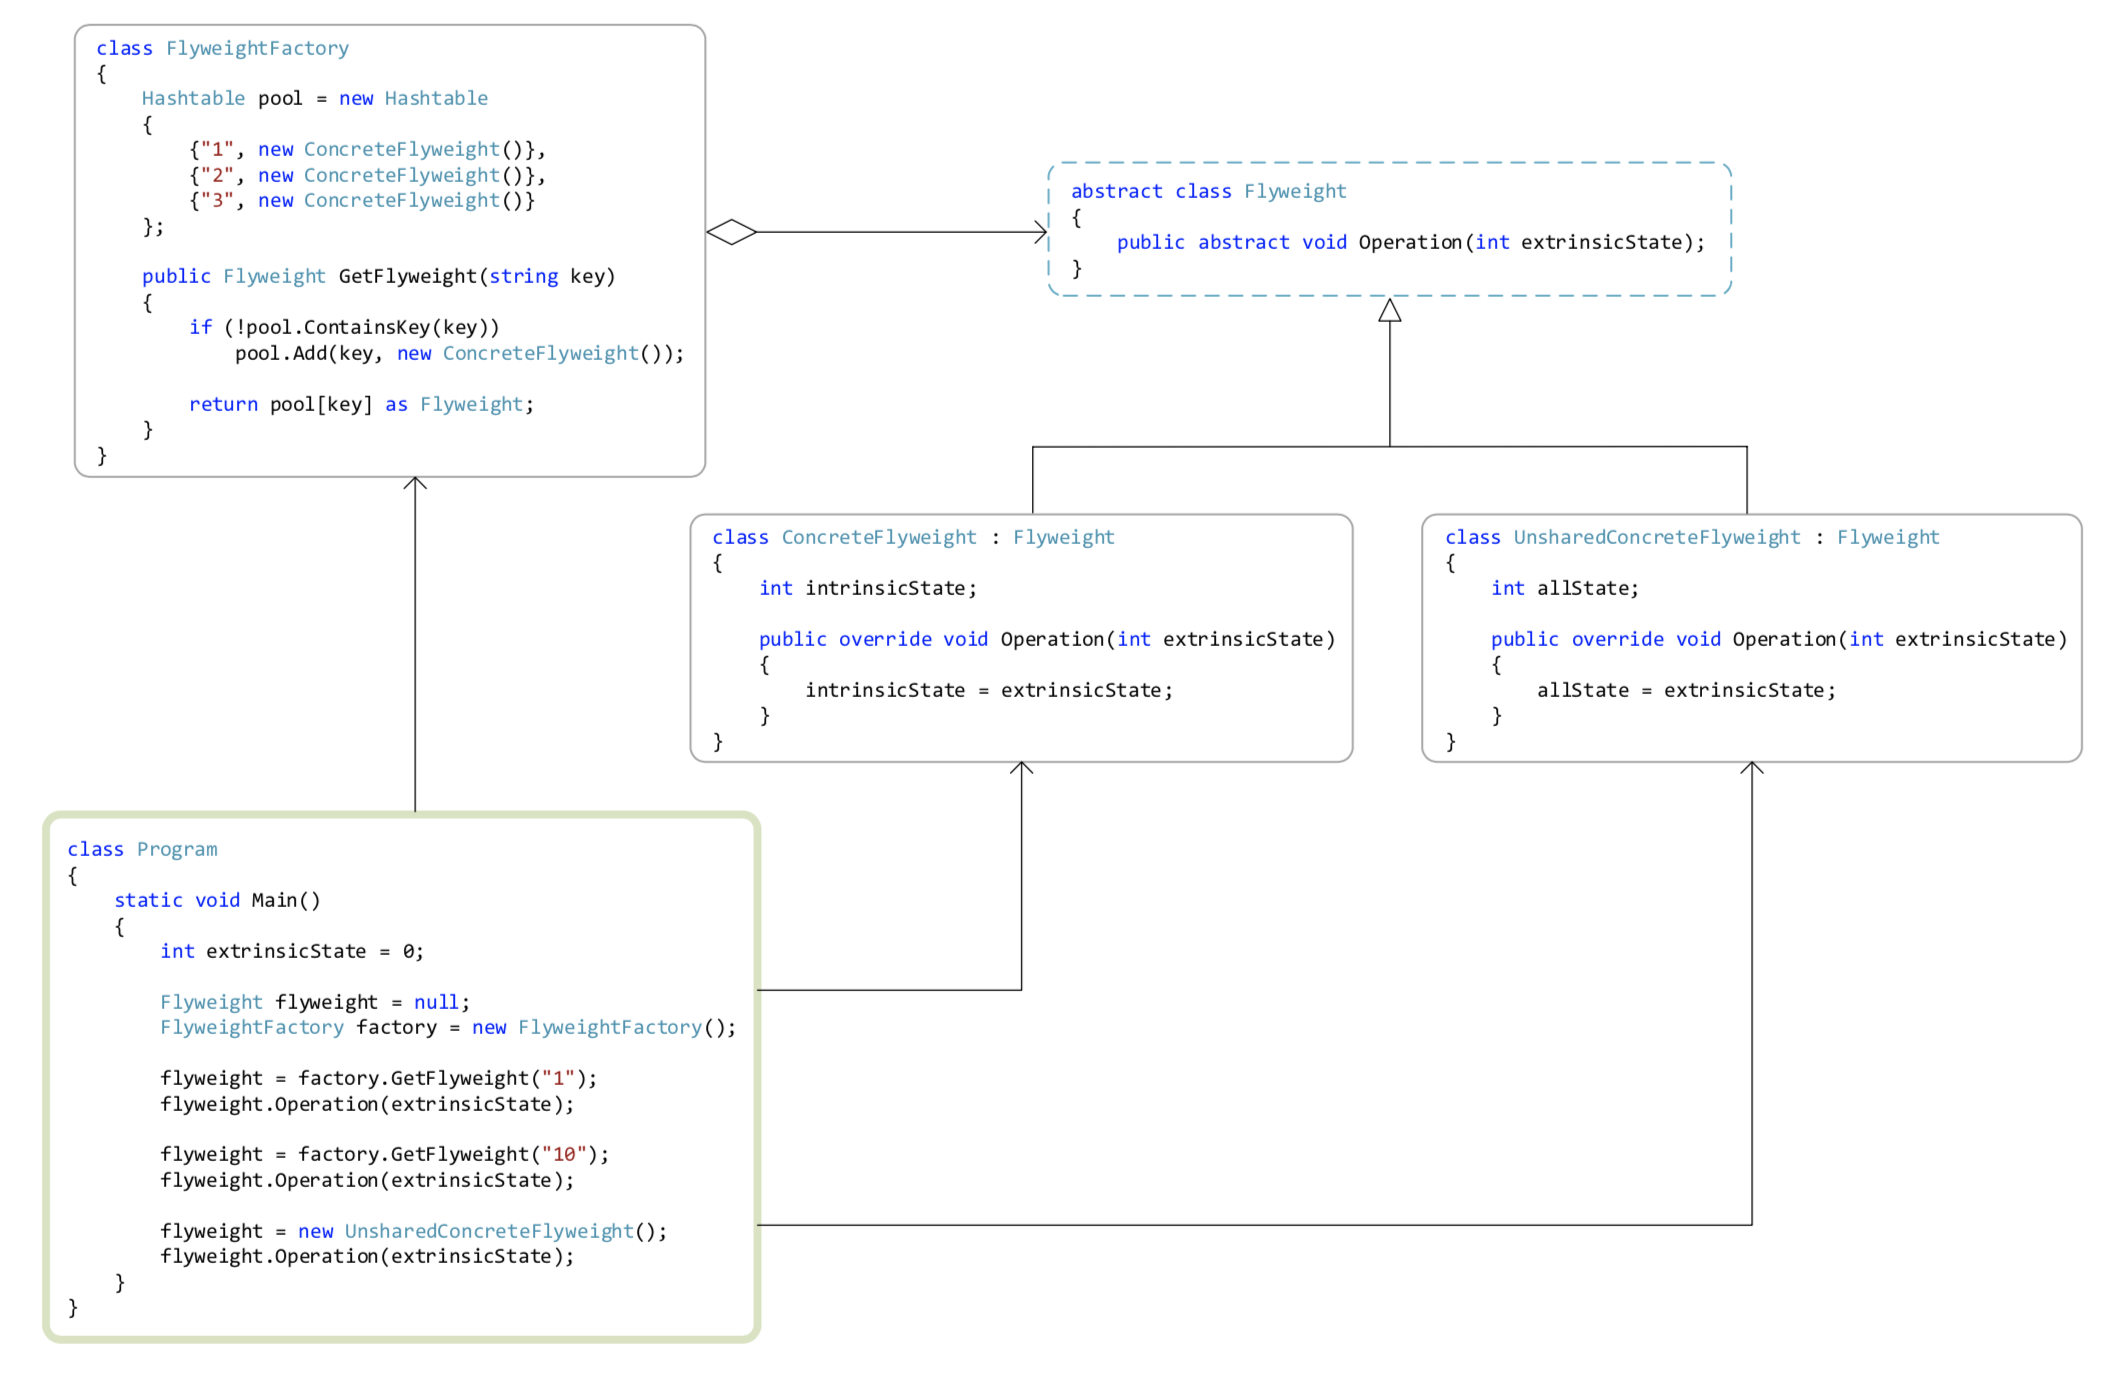 class FlyweightFactory
{
    Hashtable pool = new Hashtable
    {
        {"1", new ConcreteFlyweight()},
        {"2", new ConcreteFlyweight()},
        {"3", new ConcreteFlyweight()}
    };

    public Flyweight GetFlyweight(string key)
    {
        if (!pool.ContainsKey(key))
            pool.Add(key, new ConcreteFlyweight());

        return pool[key] as Flyweight;
    }
}
abstract class Flyweight
{
    public abstract void Operation(int extrinsicState);
}
class ConcreteFlyweight : Flyweight
{
    int intrinsicState;

    public override void Operation(int extrinsicState)
    {
        intrinsicState = extrinsicState;
    }
}
class UnsharedConcreteFlyweight : Flyweight
{
    int allState;

    public override void Operation(int extrinsicState)
    {
        allState = extrinsicState;
    }
}
class Program
{
    static void Main()
    {
        int extrinsicState = 0;

        Flyweight flyweight = null;
        FlyweightFactory factory = new FlyweightFactory();

        flyweight = factory.GetFlyweight("1");
        flyweight.Operation(extrinsicState);

        flyweight = factory.GetFlyweight("10");
        flyweight.Operation(extrinsicState);

        flyweight = new UnsharedConcreteFlyweight();
        flyweight.Operation(extrinsicState);
    }
}